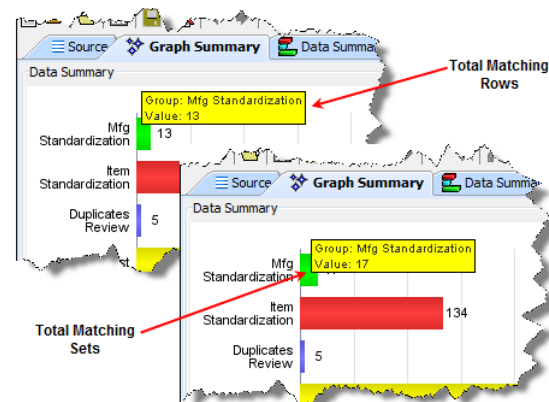 Source
Graph Summary
Data Summa
Data Summary
Total Matching
Rows
Group: Mfg Standardization
Value: 13
Mfg
Standardization
13
Item
Standardization
Duplicates
Review
5
Source
Graph Summary
Data Summa
Data Summary
Group: Mfg Standardization
Value: 17
Mfg
Standardization
Item
Standardization
134
Total Matching
Sets
Duplicates
Review
5